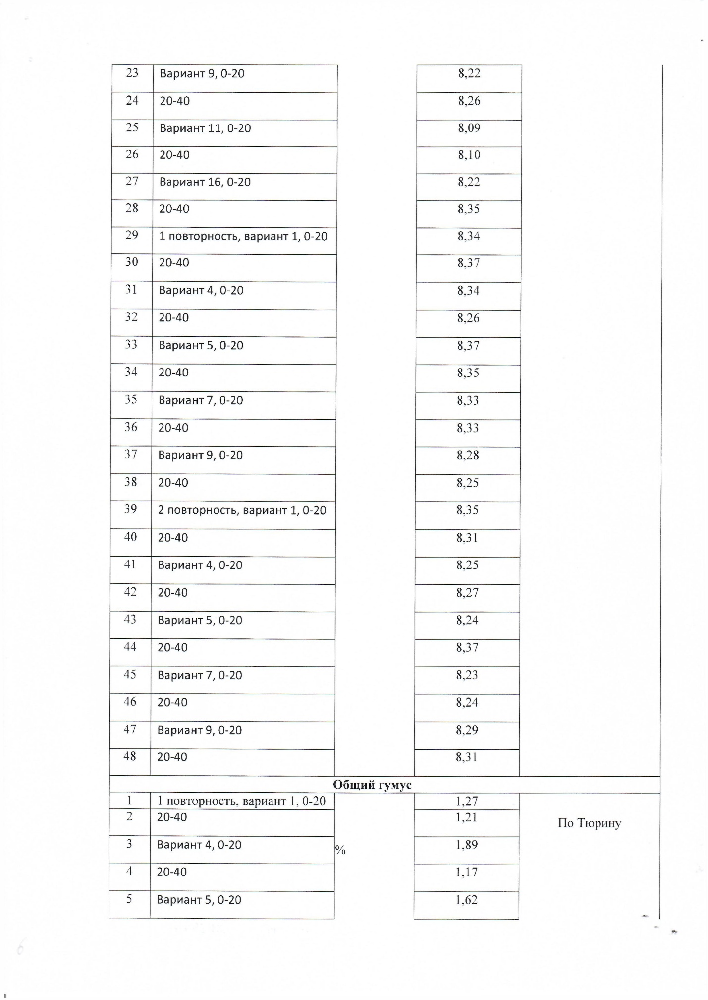 23 Вариант 9, 0-20 8,22
24 20-40 8,26
25 Вариант 11, 0-20 8,09
26 20-40 8,10
27 Вариант 16, 0-20 8,22
28 20-40 8,35
29 1 повторность, вариант 1, 0-20 8,34
30 20-40 8,37
31 Вариант 4, 0-20 8,34
32 20-40 8,26
33 Вариант 5, 0-20 8,37
34 20-40 8,35
35 Вариант 7, 0-20 8,33
36 20-40 8,33
37 Вариант 9, 0-20 8,28
38 20-40 8,25
39 2 повторность, вариант 1, 0-20 8,35
40 20-40 8,31
41 Вариант 4, 0-20 8,25
42 20-40 8,27
43 Вариант 5, 0-20 8,24
44 20-40 8,37
45 Вариант 7, 0-20 8,23
46 20-40 8,24
47 Вариант 9, 0-20 8,29
48 20-40 8,31
Общий гумус
1 1 повторность, вариант 1, 0-20 1,27
2 20-40 1,21 По Тюрину
3 Вариант 4, 0-20 % 1,89
4 20-40 1,17
5 Вариант 5, 0-20 1,62